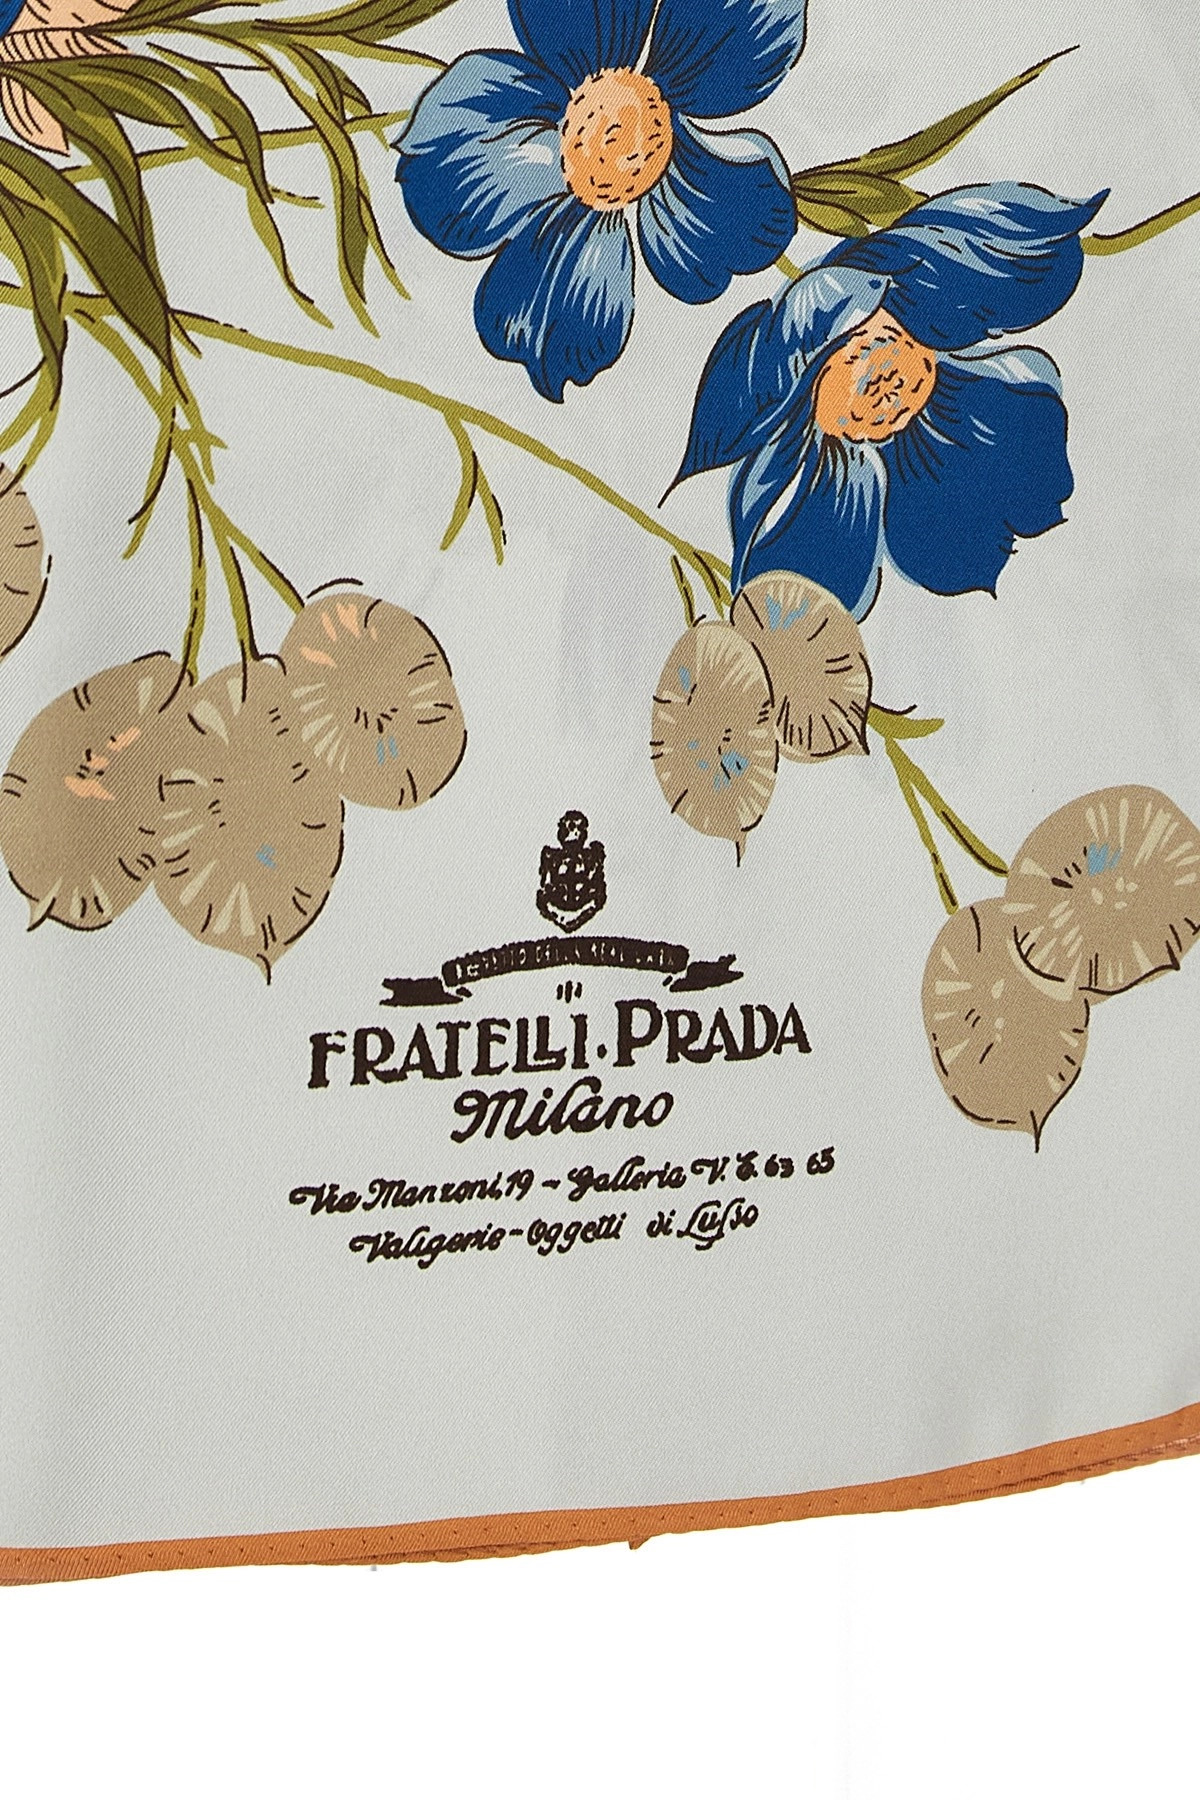 FRATELLI·PRADA
Milano
Via Manzoni, 19 - Galleria V. E. 63 65
Valigerie - Oggetti di Lusso